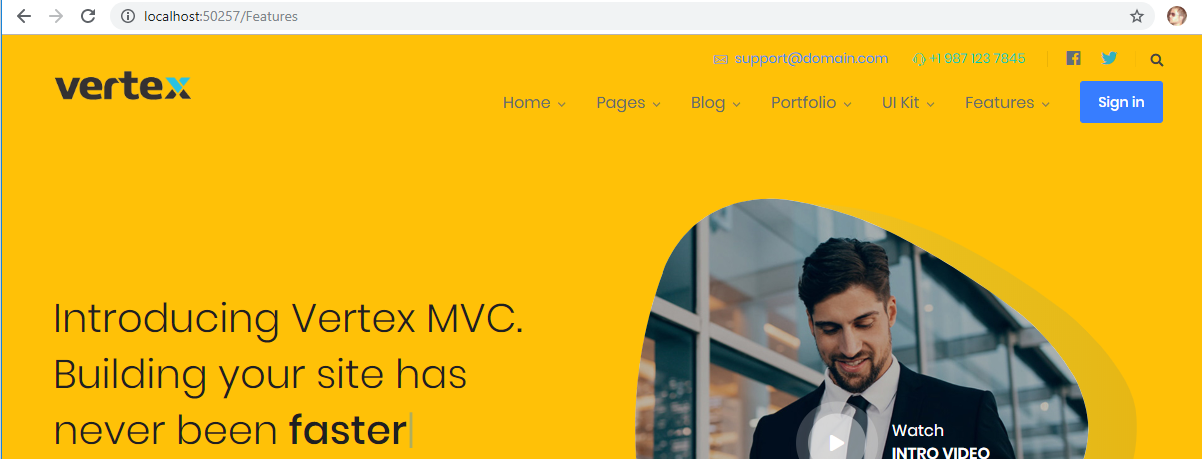 localhost:50257/Features
support@domain.com +1 987 123 7845
vertex
Home Pages Blog Portfolio UI Kit Features Sign in
Introducing Vertex MVC.
Building your site has
never been faster
Watch
INTRO VIDEO